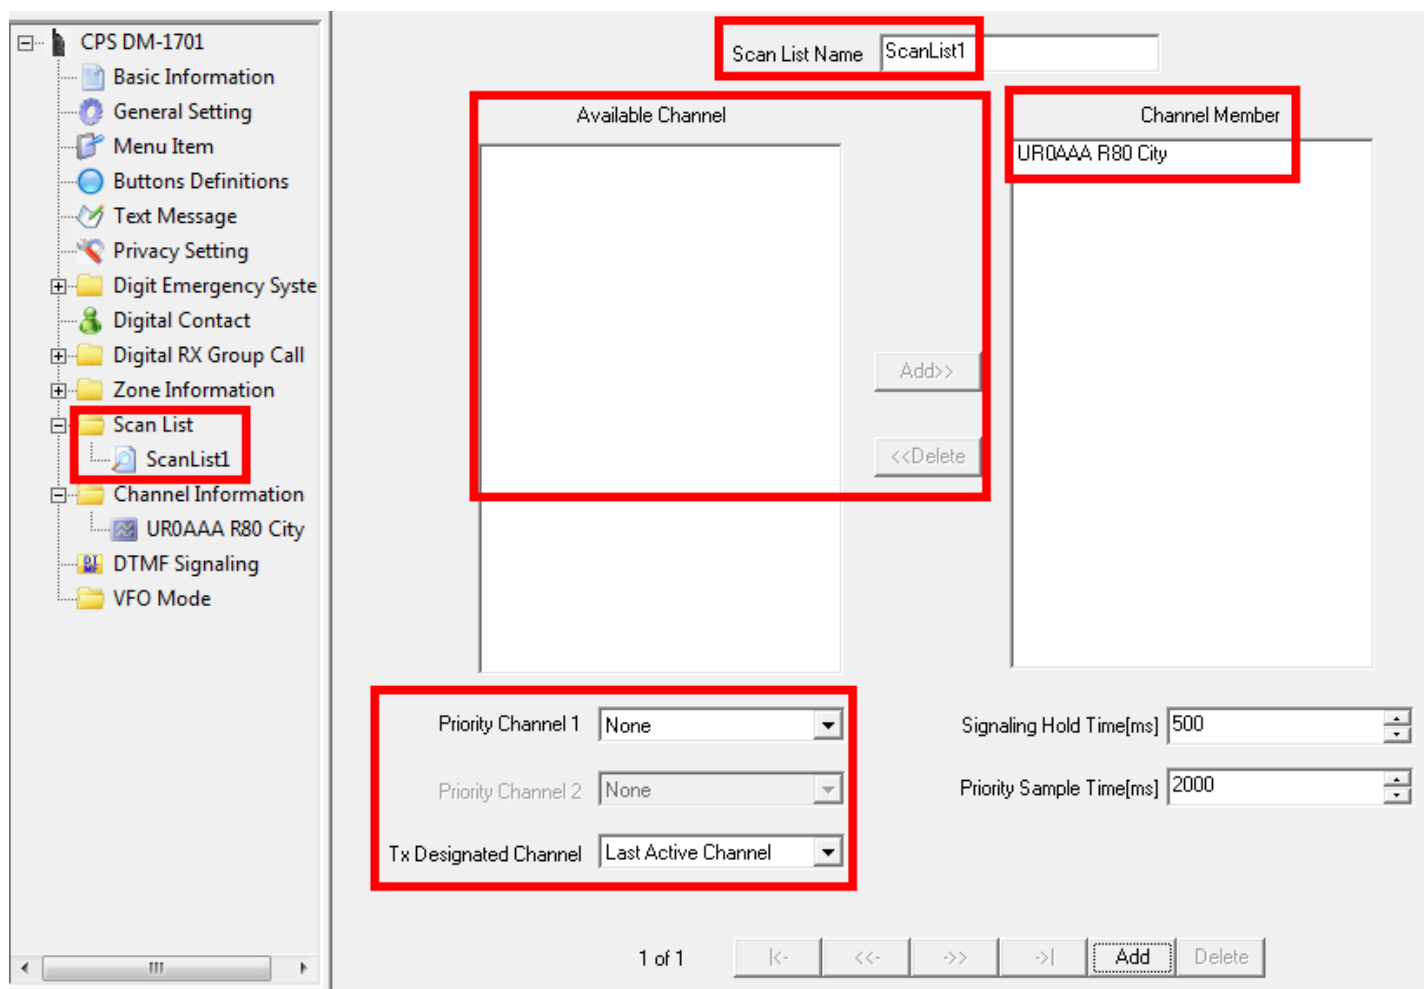 CPS DM-1701
Basic Information
General Setting
Menu Item
Buttons Definitions
Text Message
Privacy Setting
Digit Emergency Syste
Digital Contact
Digital RX Group Call
Zone Information
Scan List
ScanList1
Channel Information
UR0AAA R80 City
DTMF Signaling
VFO Mode
Scan List Name ScanList1
Available Channel
Channel Member
UR0AAA R80 City
Add>>
<<Delete
Priority Channel 1 None
Signaling Hold Time[ms] 500
Priority Channel 2 None
Priority Sample Time[ms] 2000
Tx Designated Channel Last Active Channel
1 of 1 |<- <<- ->> ->| Add Delete